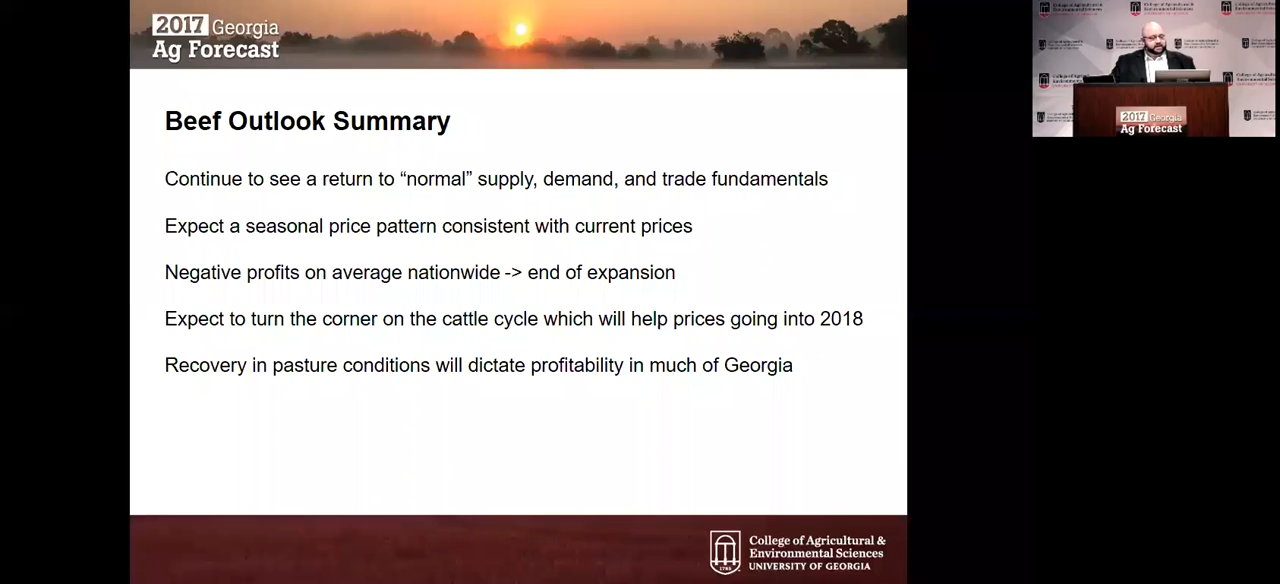 2017 Georgia
Ag Forecast
Beef Outlook Summary
Continue to see a return to “normal” supply, demand, and trade fundamentals
Expect a seasonal price pattern consistent with current prices
Negative profits on average nationwide -> end of expansion
Expect to turn the corner on the cattle cycle which will help prices going into 2018
Recovery in pasture conditions will dictate profitability in much of Georgia
1785
College of Agricultural &
Environmental Sciences
UNIVERSITY OF GEORGIA
2017 Georgia
Ag Forecast